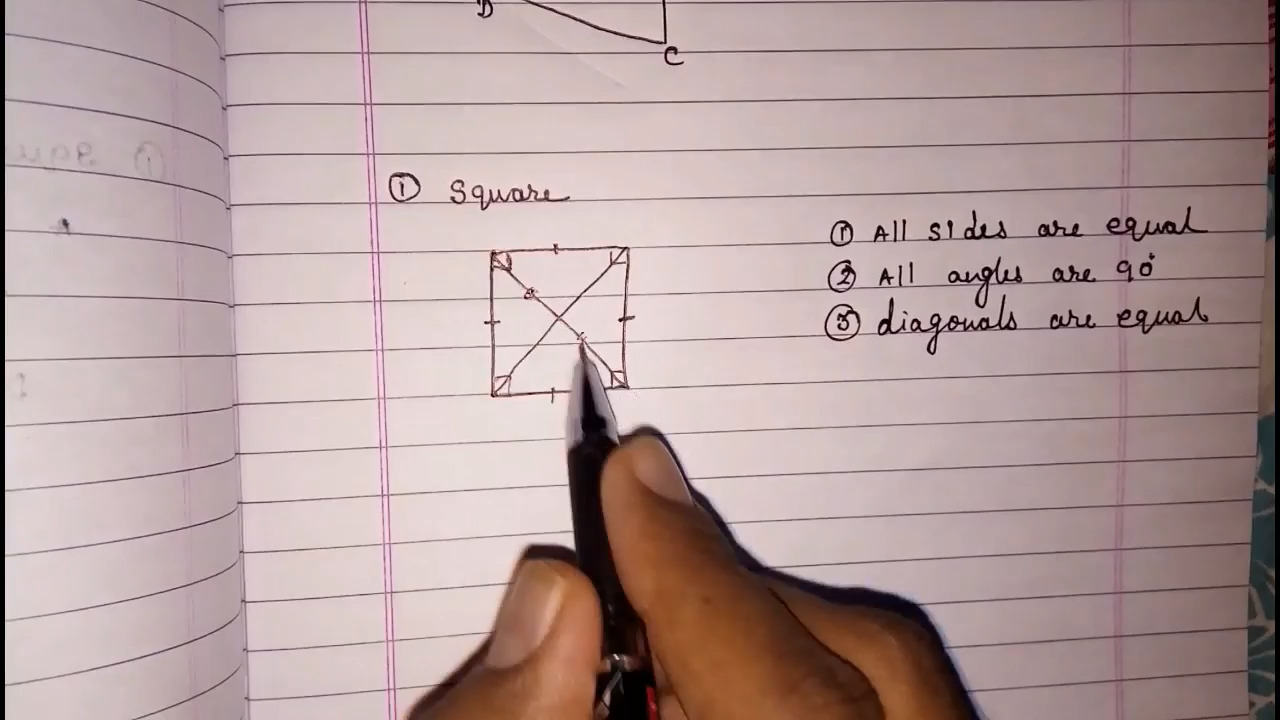 D
C
① Square
① All sides are equal
② All angles are 90°
③ diagonals are equal